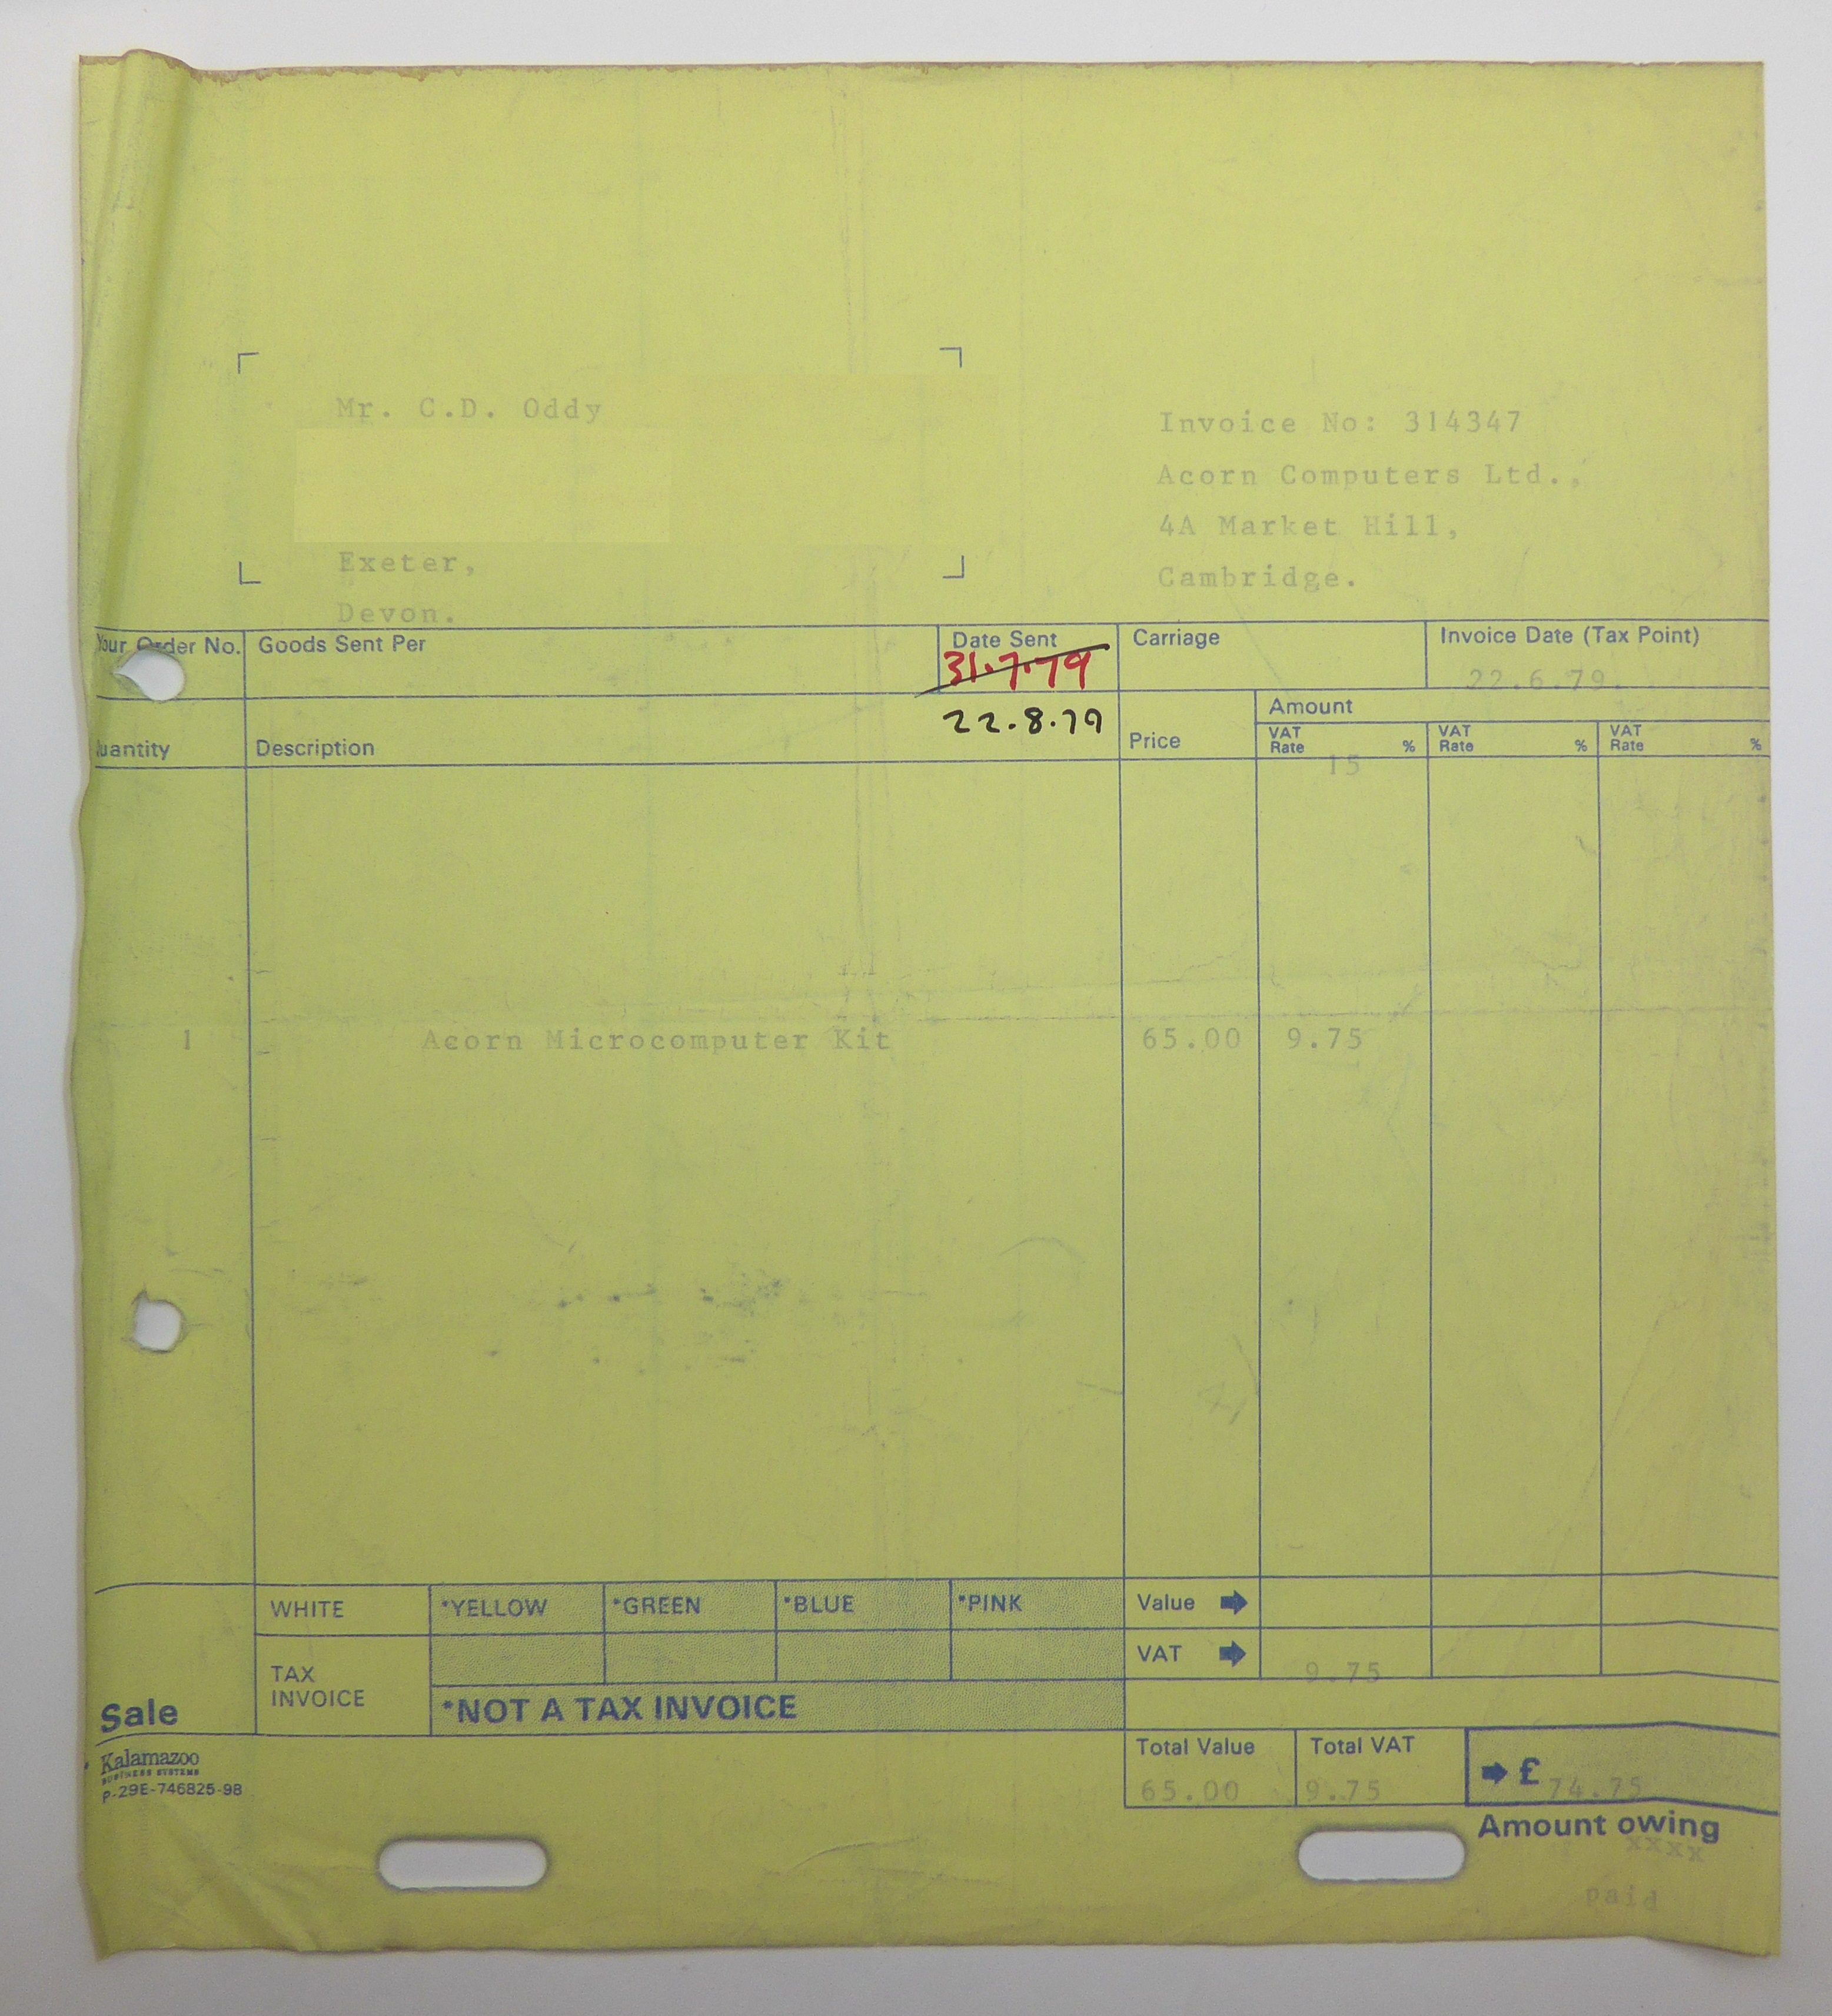 Mr. C.D. Oddy
Exeter,
Devon.
Invoice No: 314347
Acorn Computers Ltd.,
4A Market Hill,
Cambridge.
Your Order No.
Goods Sent Per
Date Sent
31.7.79
22.8.79
Carriage
Invoice Date (Tax Point)
22.6.79.
Quantity
Description
Price
Amount
VAT Rate %
15
VAT Rate %
VAT Rate %
1 Acorn Microcomputer Kit 65.00 9.75
WHITE *YELLOW *GREEN *BLUE *PINK
Value
TAX INVOICE
VAT
9.75
*NOT A TAX INVOICE
Sale
Kalamazoo
BUSINESS SYSTEMS
P-29E-746825-98
Total Value
65.00
Total VAT
9.75
£ 74.75
Amount owing
xxxx
paid